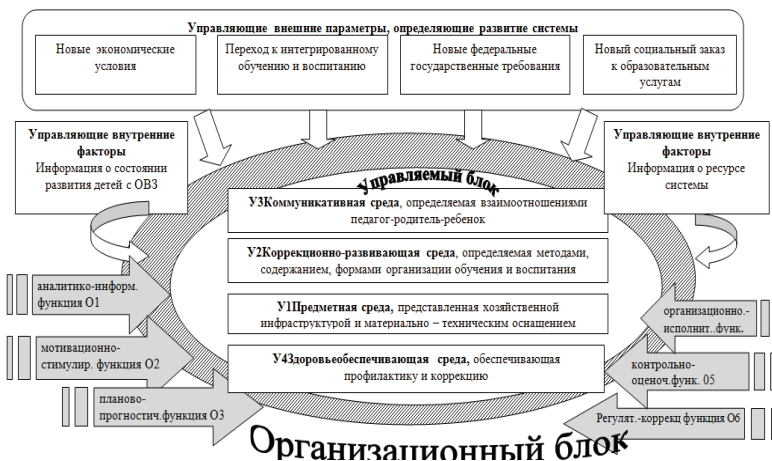 Управляющие внешние параметры, определяющие развитие системы
Новые экономические
условия
Переход к интегрированному
обучению и воспитанию
Новые федеральные
государственные требования
Новый социальный заказ
к образовательным
услугам
Управляющие внутренние
факторы
Информация о состоянии
развития детей с ОВЗ
Управляющие внутренние
факторы
Информация о ресурсе
системы
Управляемый блок
У3Коммуникативная среда, определяемая взаимоотношениями
педагог-родитель-ребенок
У2Коррекционно-развивающая среда, определяемая методами,
содержанием, формами организации обучения и воспитания
У1Предметная среда, представленная хозяйственной
инфраструктурой и материально – техническим оснащением
У4Здоровьеобеспечивающая среда, обеспечивающая
профилактику и коррекцию
аналитико-информ.
функция О1
мотивационно-
стимулир. функция О2
планово-
прогностич.функция О3
организационно.-
исполнит..функ.
контрольно-
оценоч.функ. 05
Регулят.-коррекц функция О6
Организационный блок